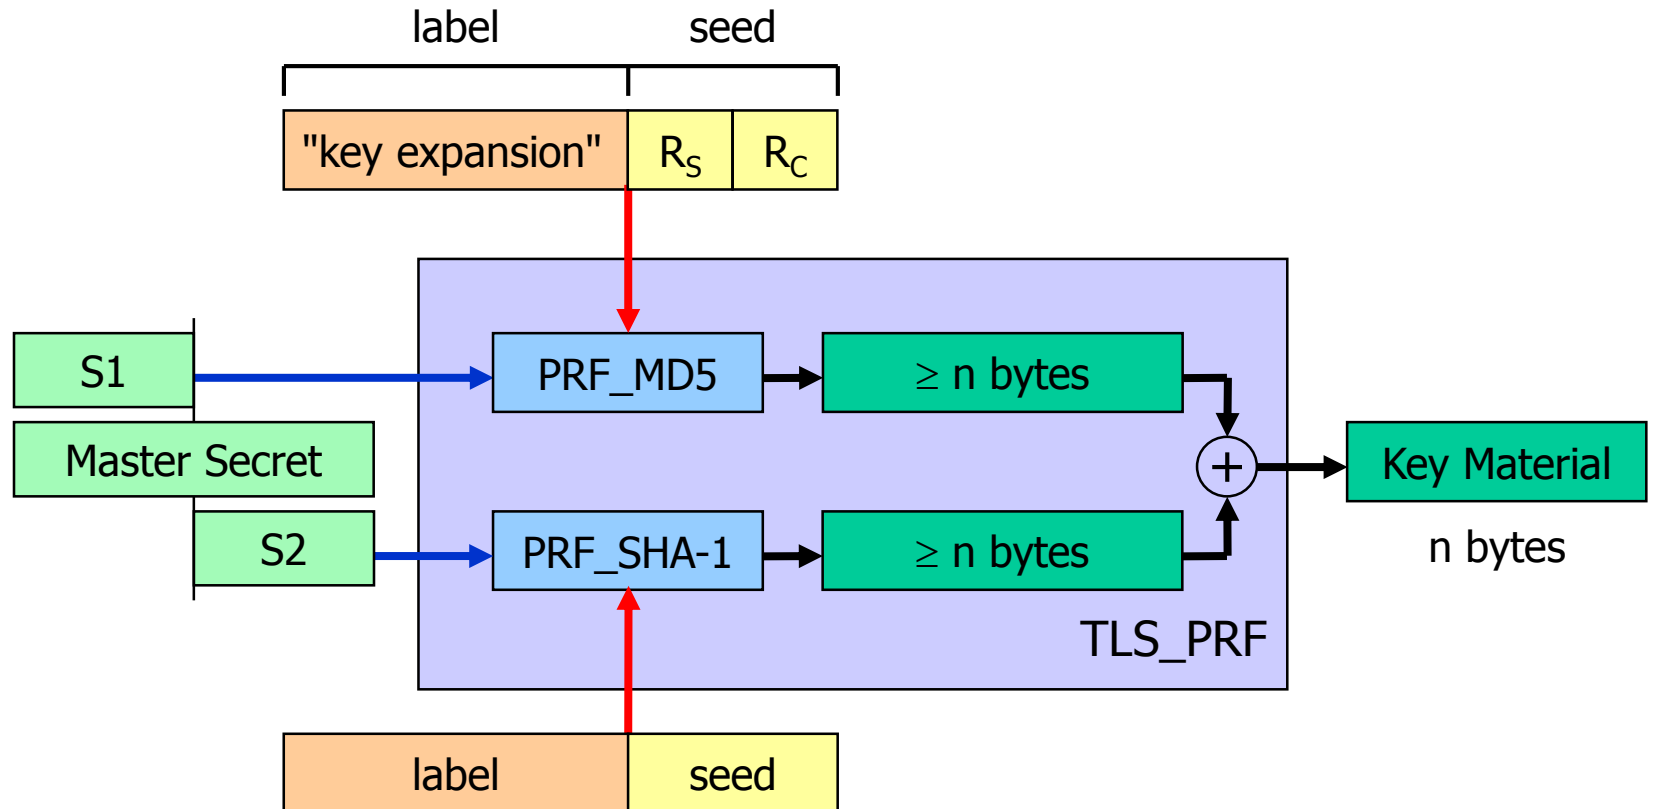 label seed
"key expansion" RS RC
S1 PRF_MD5 ≥ n bytes
Master Secret + Key Material
S2 PRF_SHA-1 ≥ n bytes n bytes
TLS_PRF
label seed